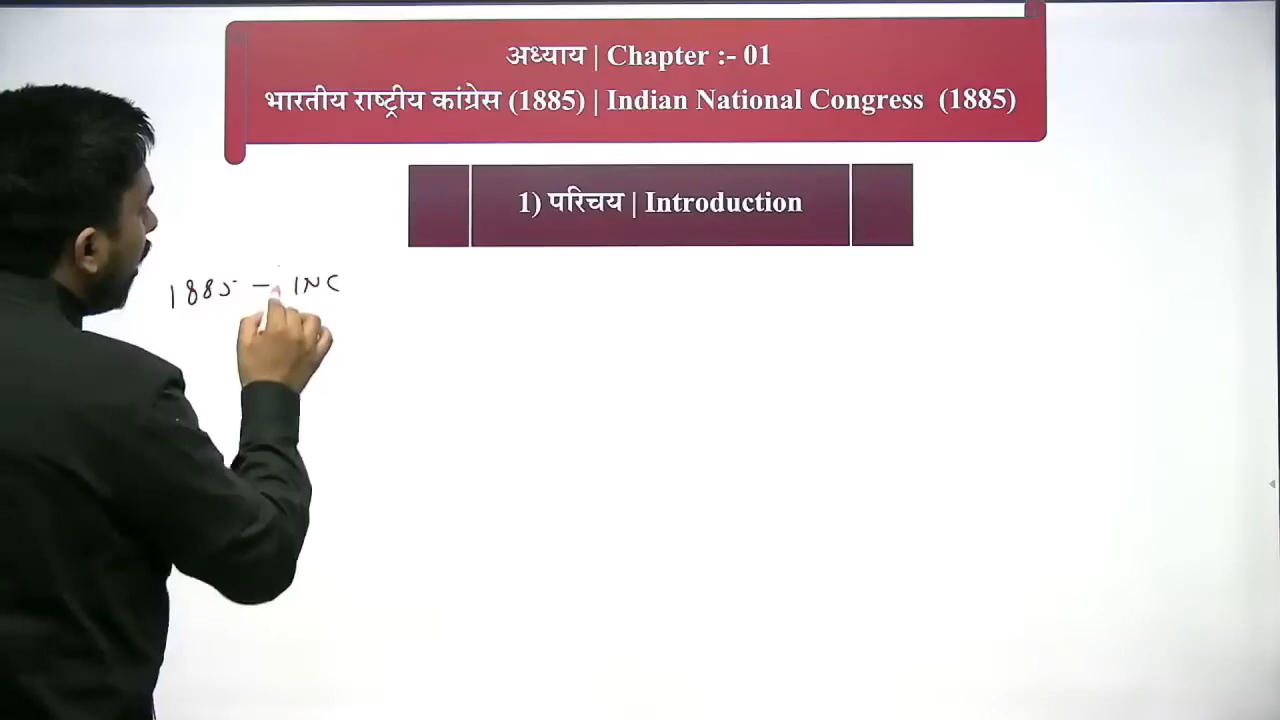 अध्याय | Chapter :- 01
भारतीय राष्ट्रीय कांग्रेस (1885) | Indian National Congress (1885)
1) परिचय | Introduction
1885 - INC